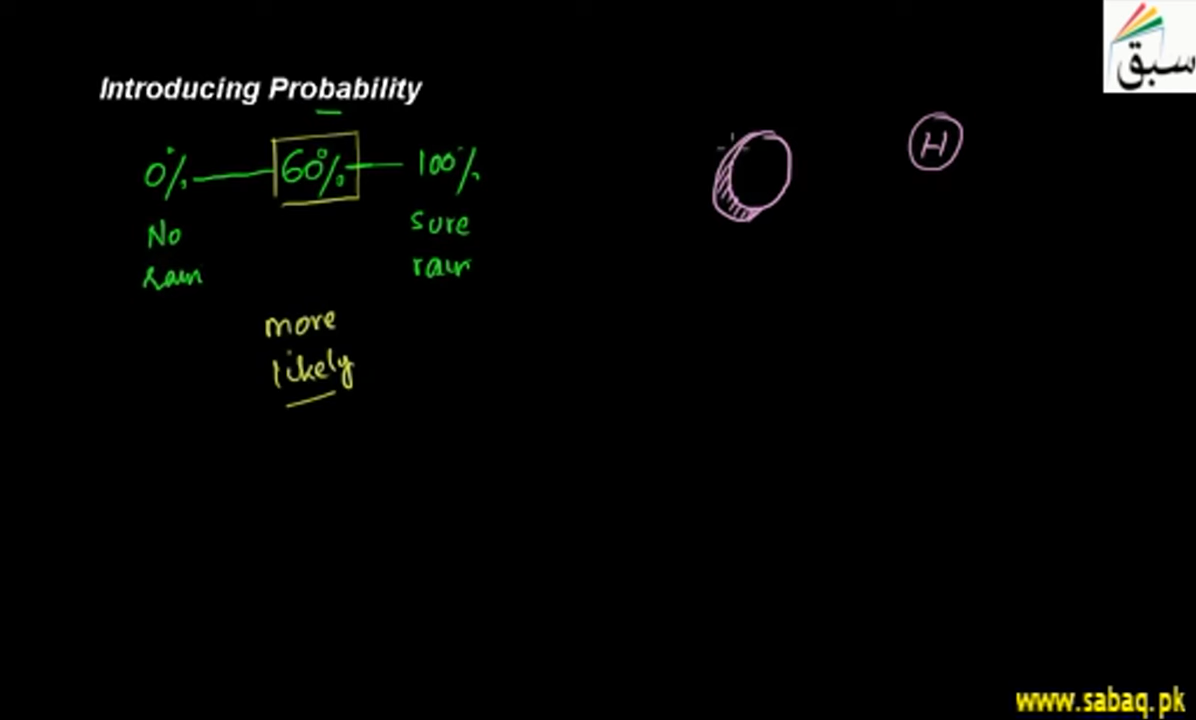 سبق
Introducing Probability
0% 60% 100%
No
rain
Sure
rain
more
likely
H
www.sabaq.pk